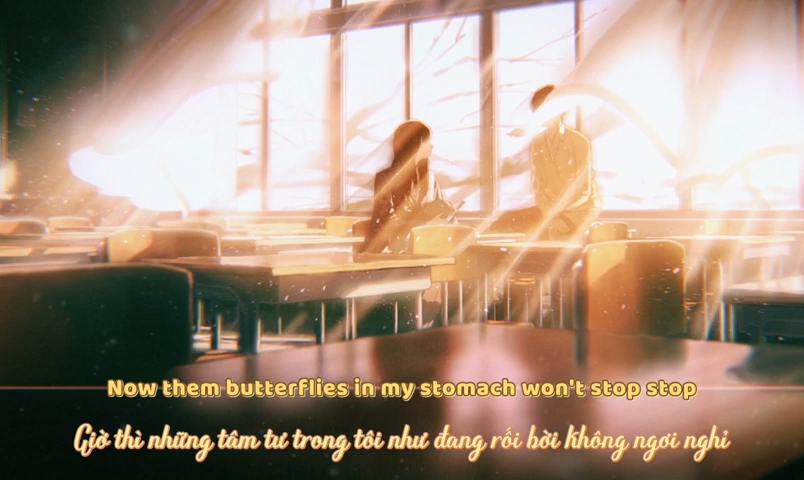 Now them butterflies in my stomach won't stop stop
Giờ thì những tâm tư trong tôi như đang rối bời không ngơi nghỉ